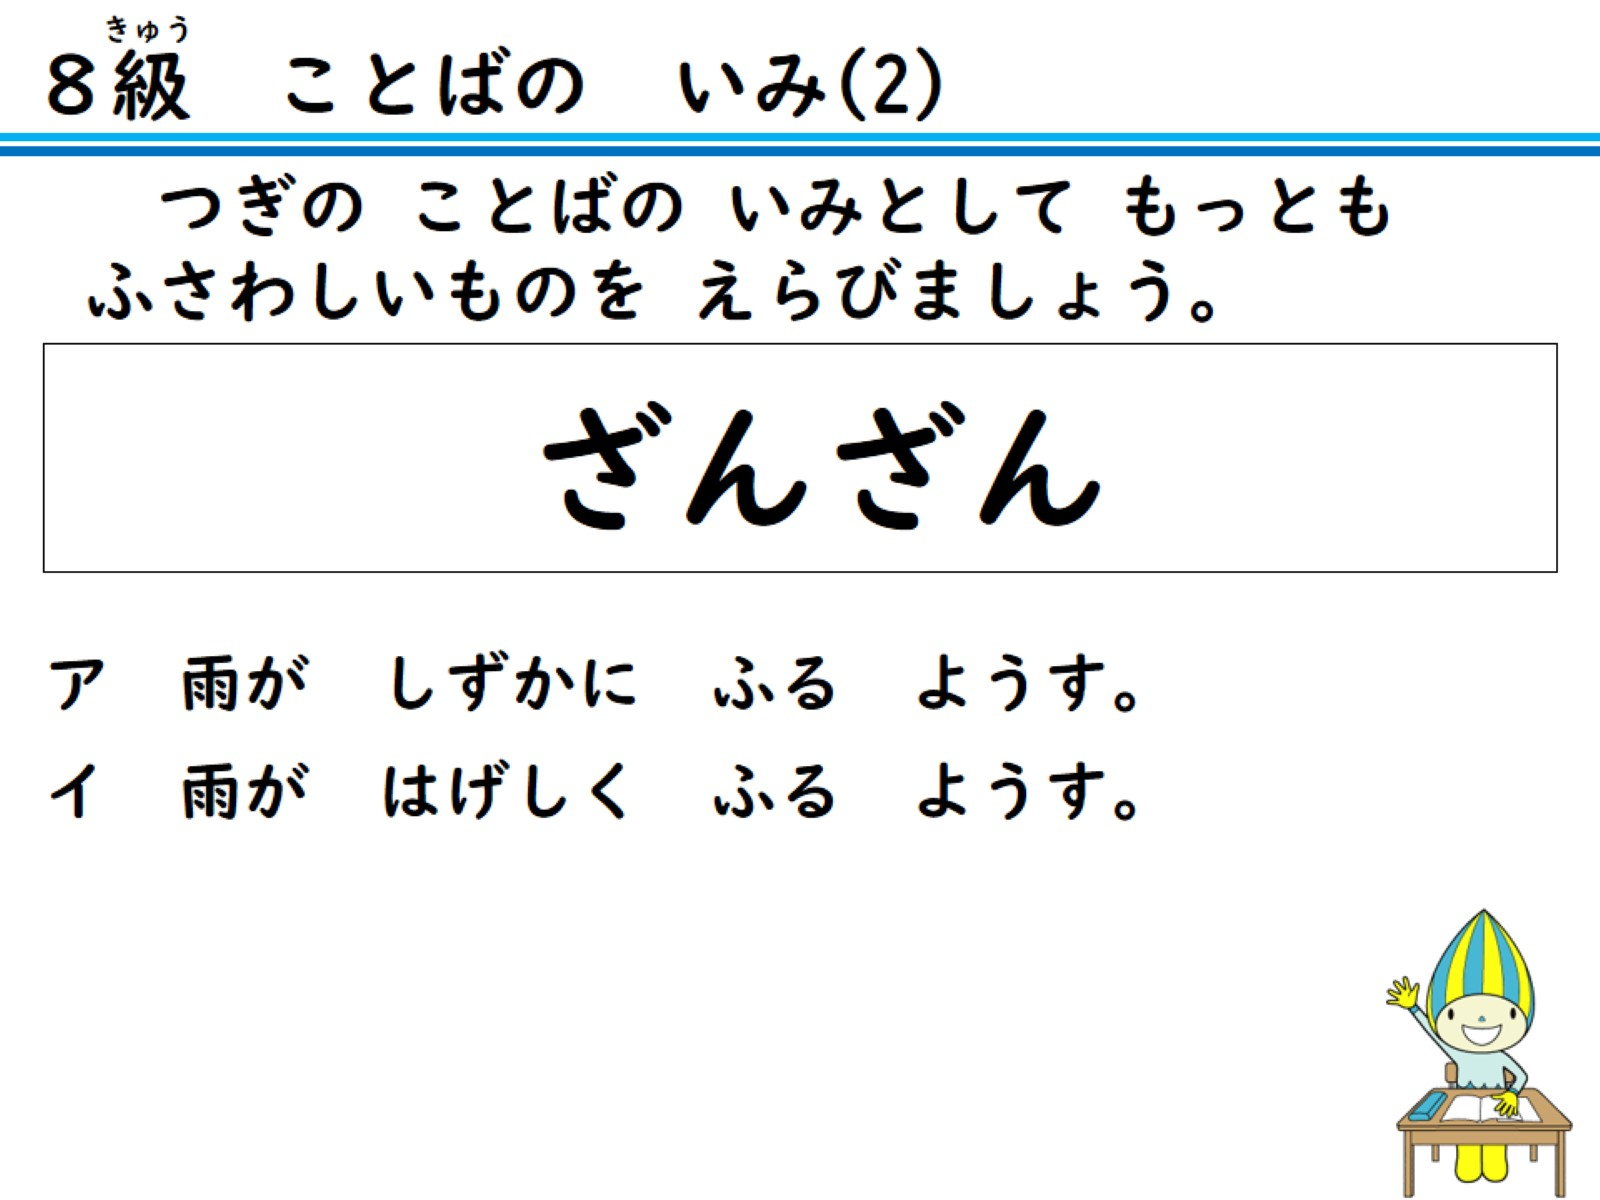 きゅう
8級　ことばの　いみ(2)
つぎの ことばの いみとして もっとも
ふさわしいものを えらびましょう。
ざんざん
ア　雨が　しずかに　ふる　ようす。
イ　雨が　はげしく　ふる　ようす。